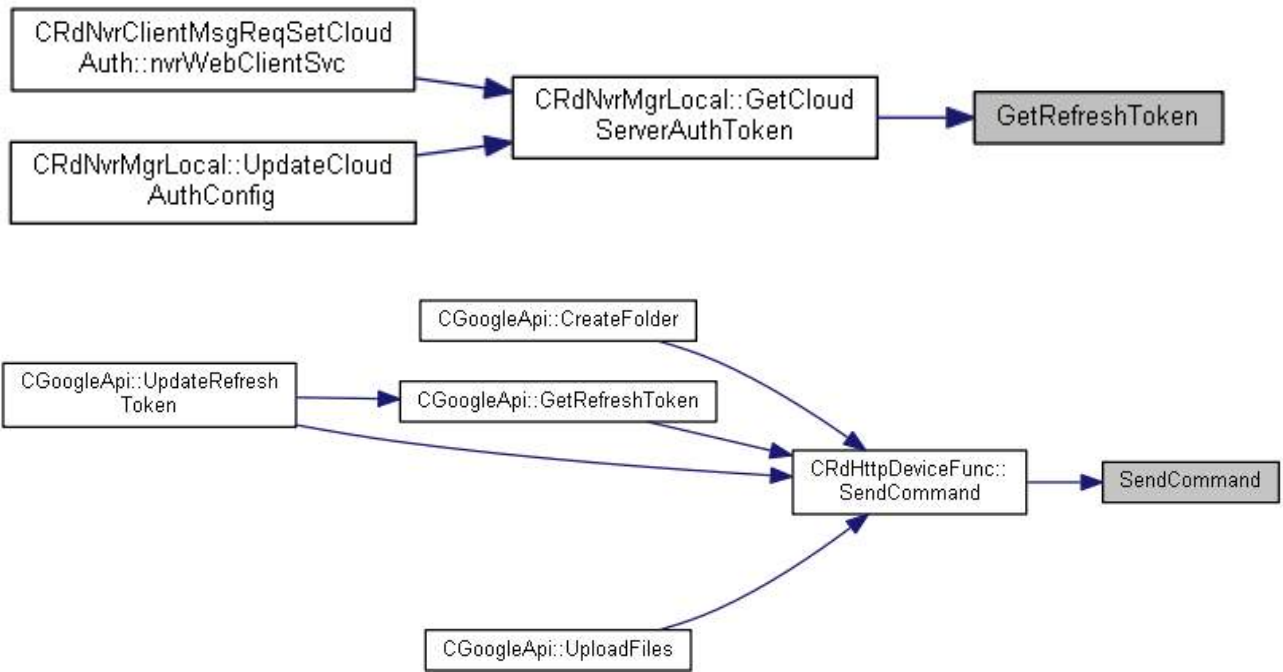 CRdNvrClientMsgReqSetCloud
Auth::nvrWebClientSvc
CRdNvrMgrLocal::GetCloud
ServerAuthToken
GetRefreshToken
CRdNvrMgrLocal::UpdateCloud
AuthConfig
CGoogleApi::CreateFolder
CGoogleApi::UpdateRefresh
Token
CGoogleApi::GetRefreshToken
CRdHttpDeviceFunc::
SendCommand
SendCommand
CGoogleApi::UploadFiles